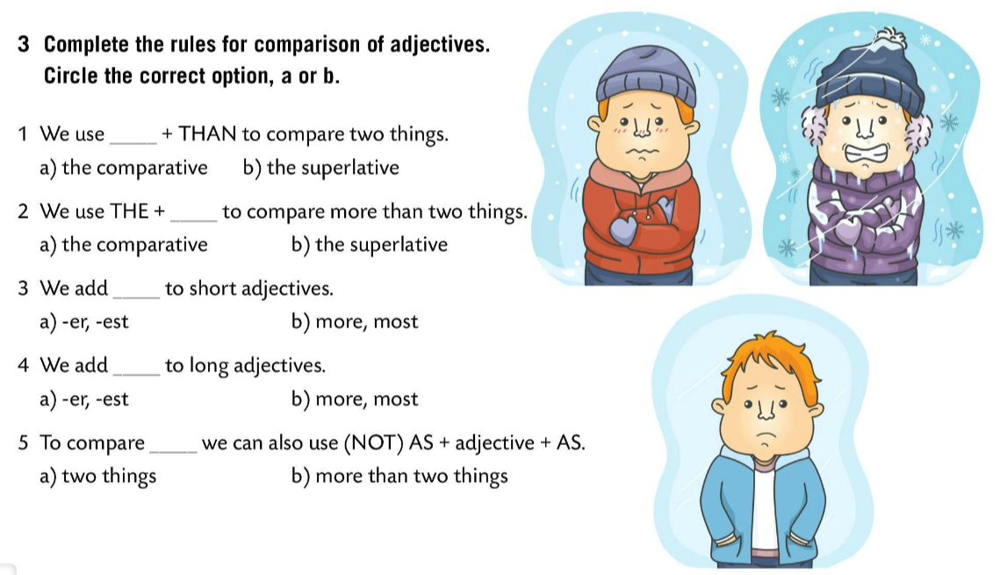 3 Complete the rules for comparison of adjectives.
Circle the correct option, a or b.
1 We use _____ + THAN to compare two things.
a) the comparative b) the superlative
2 We use THE + _____ to compare more than two things.
a) the comparative b) the superlative
3 We add _____ to short adjectives.
a) -er, -est b) more, most
4 We add _____ to long adjectives.
a) -er, -est b) more, most
5 To compare _____ we can also use (NOT) AS + adjective + AS.
a) two things b) more than two things